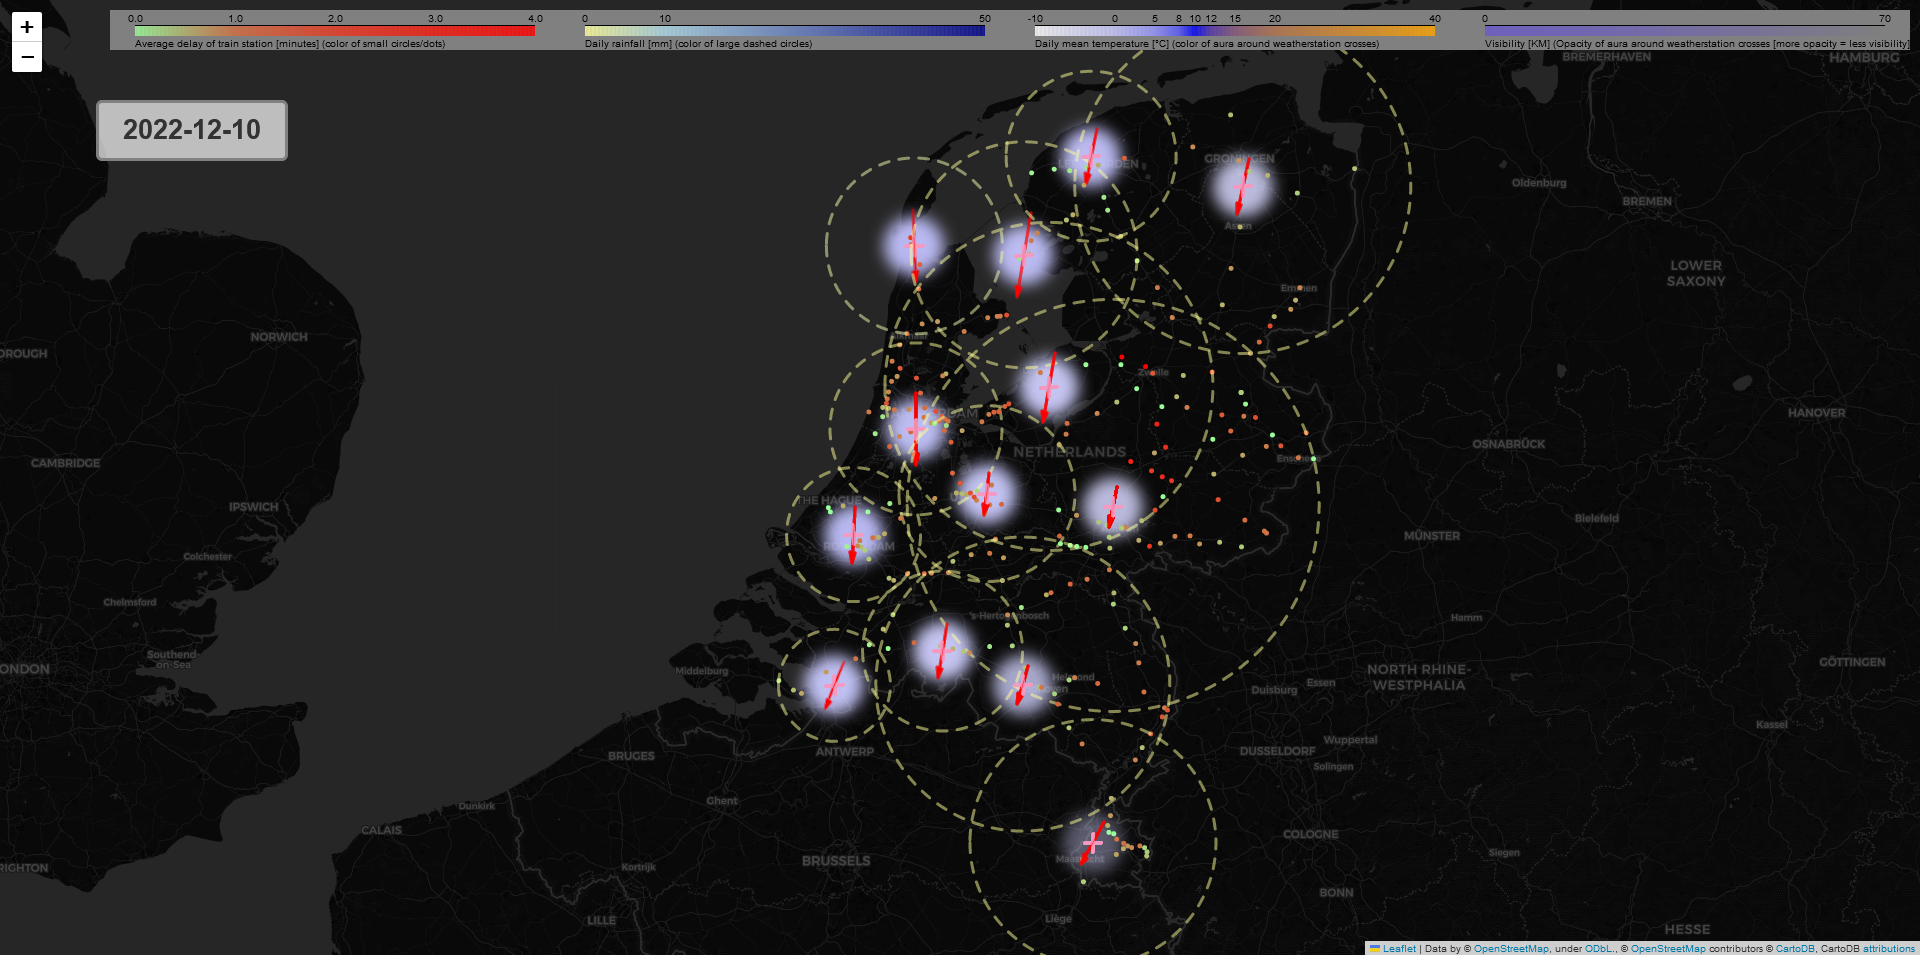 +
−
0.0 1.0 2.0 3.0 4.0
Average delay of train station [minutes] (color of small circles/dots)
0 10 50
Daily rainfall [mm] (color of large dashed circles)
-10 0 5 8 10 12 15 20 40
Daily mean temperature [°C] (color of aura around weatherstation crosses)
0 70
Visibility [KM] (Opacity of aura around weatherstation crosses [more opacity = less visibility]
2022-12-10
BREMERHAVEN
HAMBURG
GRONINGEN
Oldenburg
BREMEN
Assen
LOWER
SAXONY
Emmen
NORWICH
OROUGH
Zwolle
HANOVER
OSNABRÜCK
NETHERLANDS
CAMBRIDGE
Enschede
THE HAGUE
IPSWICH
Bielefeld
MÜNSTER
Colchester
Chelmsford
's-Hertogenbosch
Hamm
Southend
-on-Sea
ONDON
Middelburg
Helmond
NORTH RHINE-
WESTPHALIA
GÖTTINGEN
Duisburg
Essen
Kassel
BRUGES
ANTWERP
DUSSELDORF
Wuppertal
Solingen
Dunkirk
Ghent
CALAIS
COLOGNE
BRUSSELS
Maastricht
Siegen
RIGHTON
Kortrijk
BONN
LILLE
Liège
HESSE
Leaflet | Data by © OpenStreetMap, under ODbL., © OpenStreetMap contributors © CartoDB, CartoDB attributions